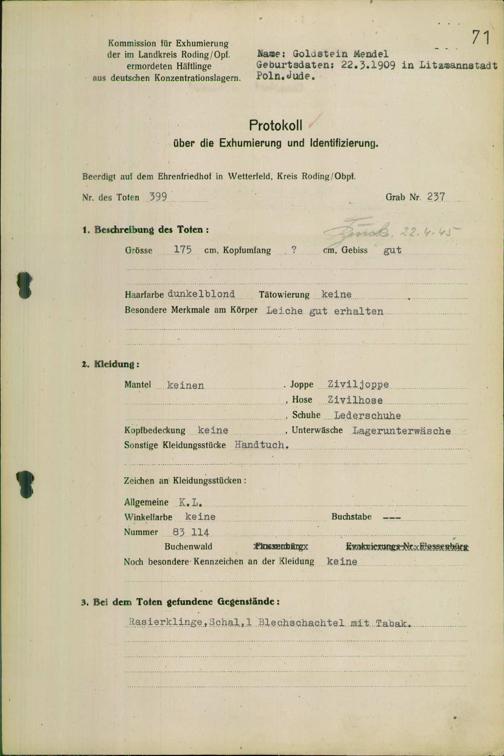 71
Kommission für Exhumierung
der im Landkreis Roding/Opf.
ermordeten Häftlinge
aus deutschen Konzentrationslagern.
Name: Goldstein Mendel
Geburtsdaten: 22.3.1909 in Litzmannstadt
Poln.Jude.
Protokoll
über die Exhumierung und Identifizierung.
Beerdigt auf dem Ehrenfriedhof in Wetterfeld, Kreis Roding/Obpf.
Nr. des Toten 399 Grab Nr. 237
22.4.45
1. Beschreibung des Toten:
Grösse 175 cm, Kopfumfang ? cm, Gebiss gut
Haarfarbe dunkelblond Tätowierung keine
Besondere Merkmale am Körper Leiche gut erhalten
2. Kleidung:
Mantel keinen , Joppe Ziviljoppe
, Hose Zivilhose
, Schuhe Lederschuhe
Kopfbedeckung keine , Unterwäsche Lagerunterwäsche
Sonstige Kleidungsstücke Handtuch.
Zeichen an Kleidungsstücken:
Allgemeine K.L.
Winkelfarbe keine Buchstabe ---
Nummer 83 114
Buchenwald Flossenbürg Evakuierungs-Nr. Flossenbürg
Noch besondere Kennzeichen an der Kleidung keine
3. Bei dem Toten gefundene Gegenstände:
Rasierklinge,Schal,1 Blechschachtel mit Tabak.